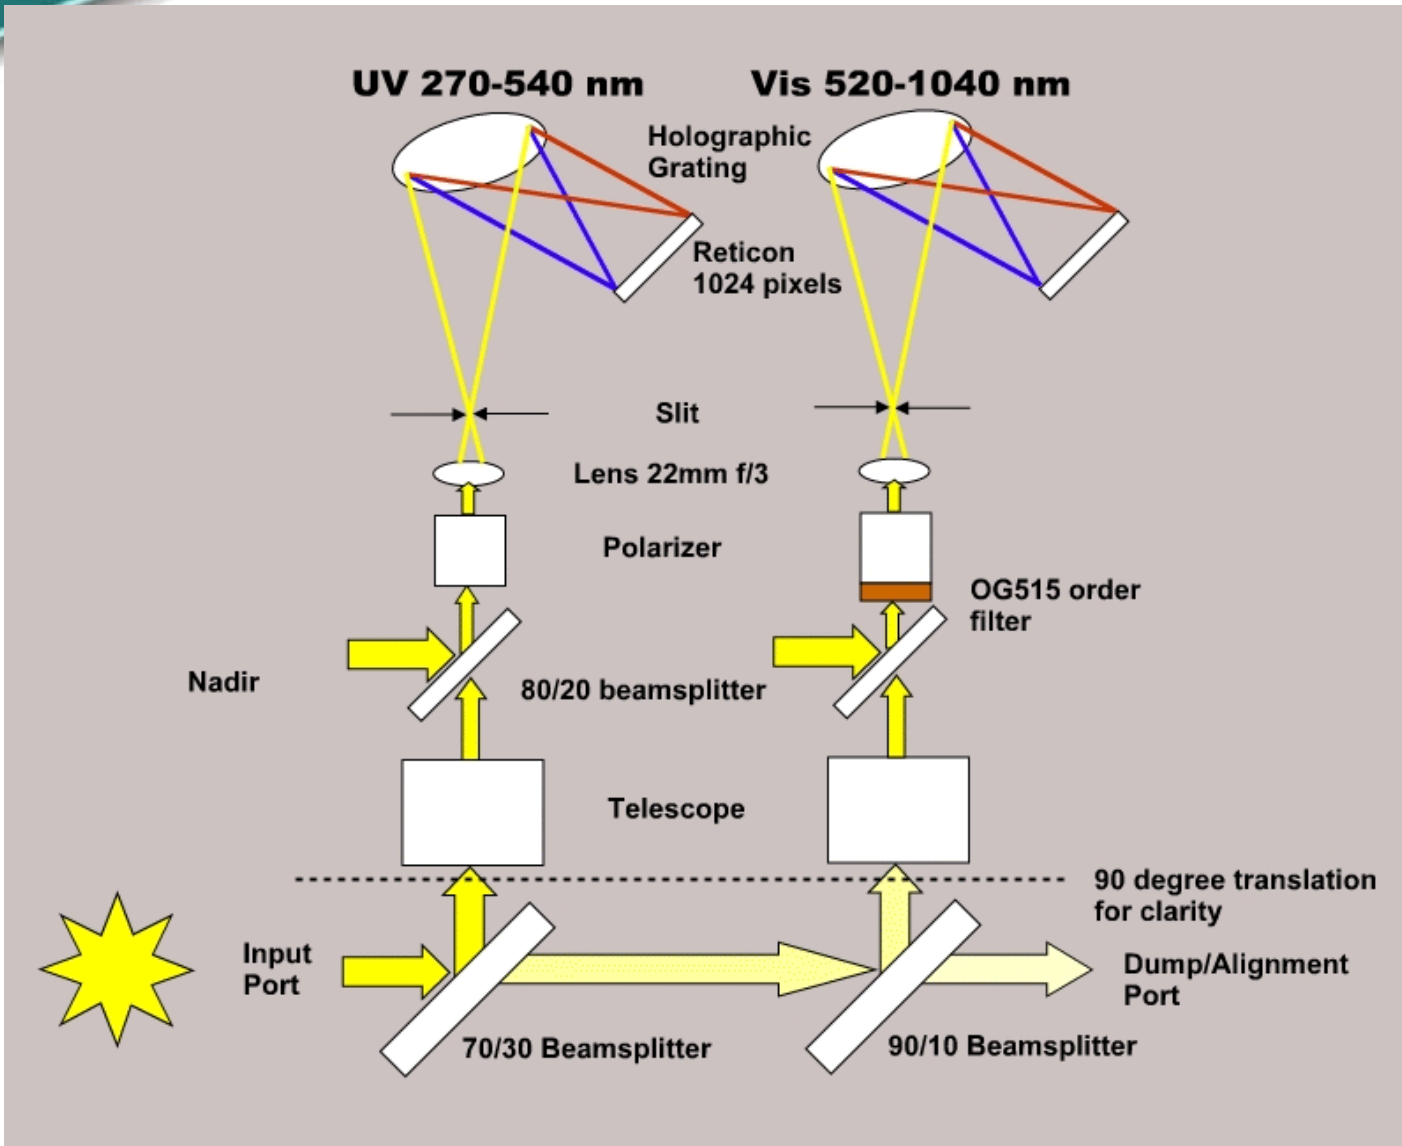 UV 270-540 nm
Vis 520-1040 nm
Holographic
Grating
Reticon
1024 pixels
Slit
Lens 22mm f/3
Polarizer
OG515 order
filter
Nadir
80/20 beamsplitter
Telescope
90 degree translation
for clarity
Input
Port
Dump/Alignment
Port
70/30 Beamsplitter
90/10 Beamsplitter